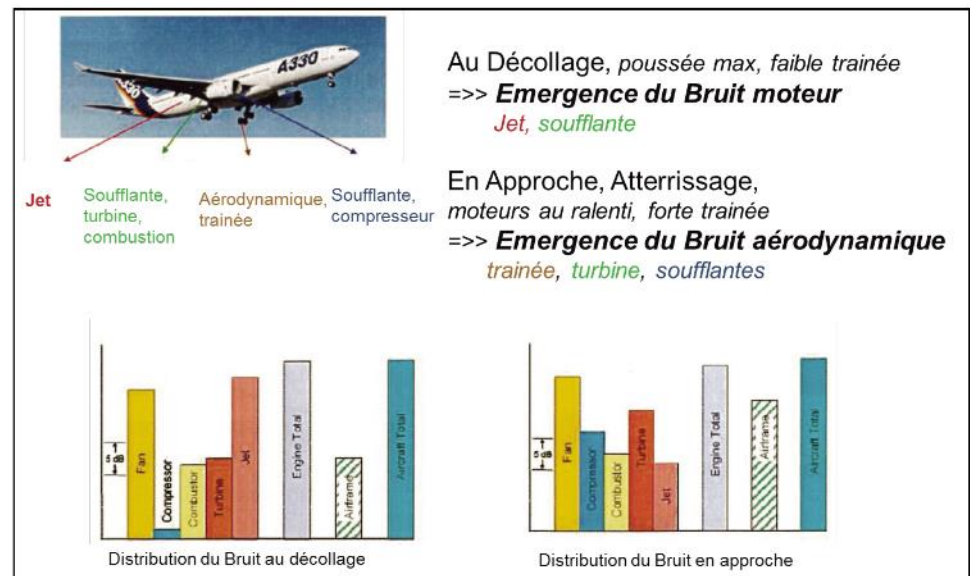 A330
Au Décollage, poussée max, faible trainée
=>> Emergence du Bruit moteur
Jet, soufflante
Jet
Soufflante,
turbine,
combustion
Aérodynamique,
trainée
Soufflante,
compresseur
En Approche, Atterrissage,
moteurs au ralenti, forte trainée
=>> Emergence du Bruit aérodynamique
trainée, turbine, soufflantes
5 dB
Fan
Compressor
Combustor
Turbine
Jet
Engine Total
Airframe
Aircraft Total
Distribution du Bruit au décollage
5 dB
Fan
Compressor
Combustor
Turbine
Jet
Engine Total
Airframe
Aircraft Total
Distribution du Bruit en approche